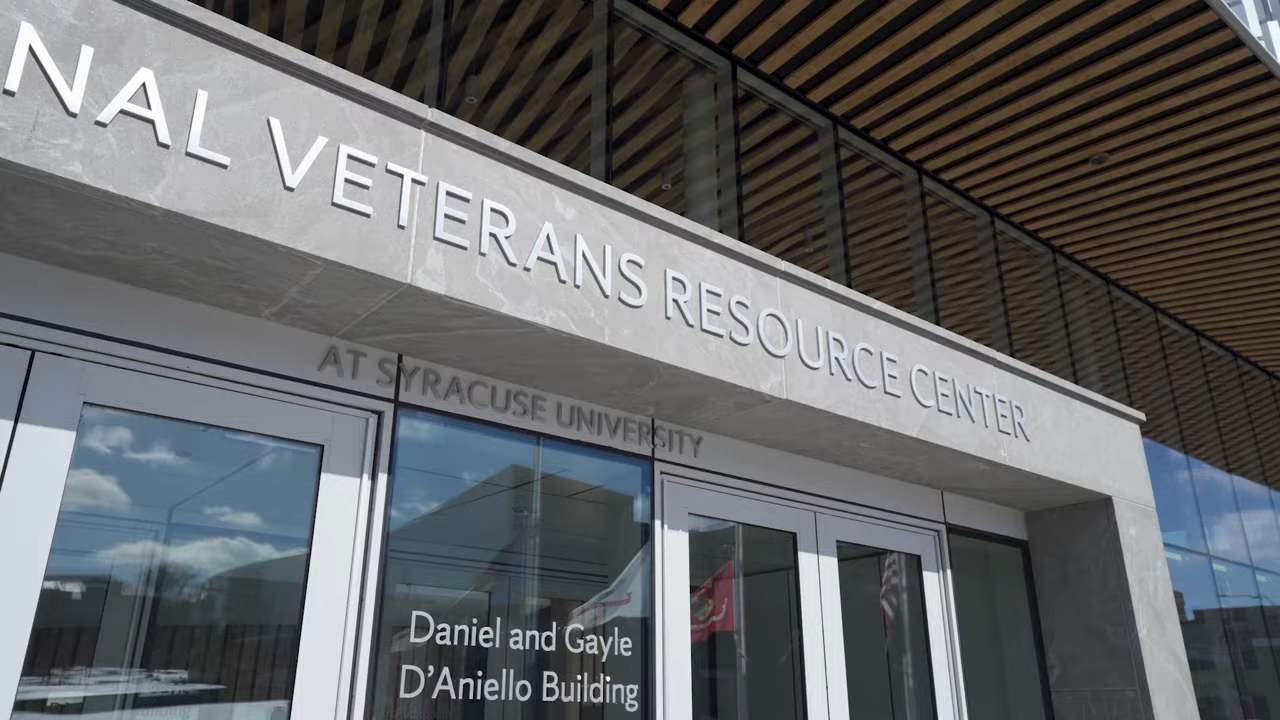 NAL VETERANS RESOURCE CENTER
AT SYRACUSE UNIVERSITY
Daniel and Gayle
D'Aniello Building